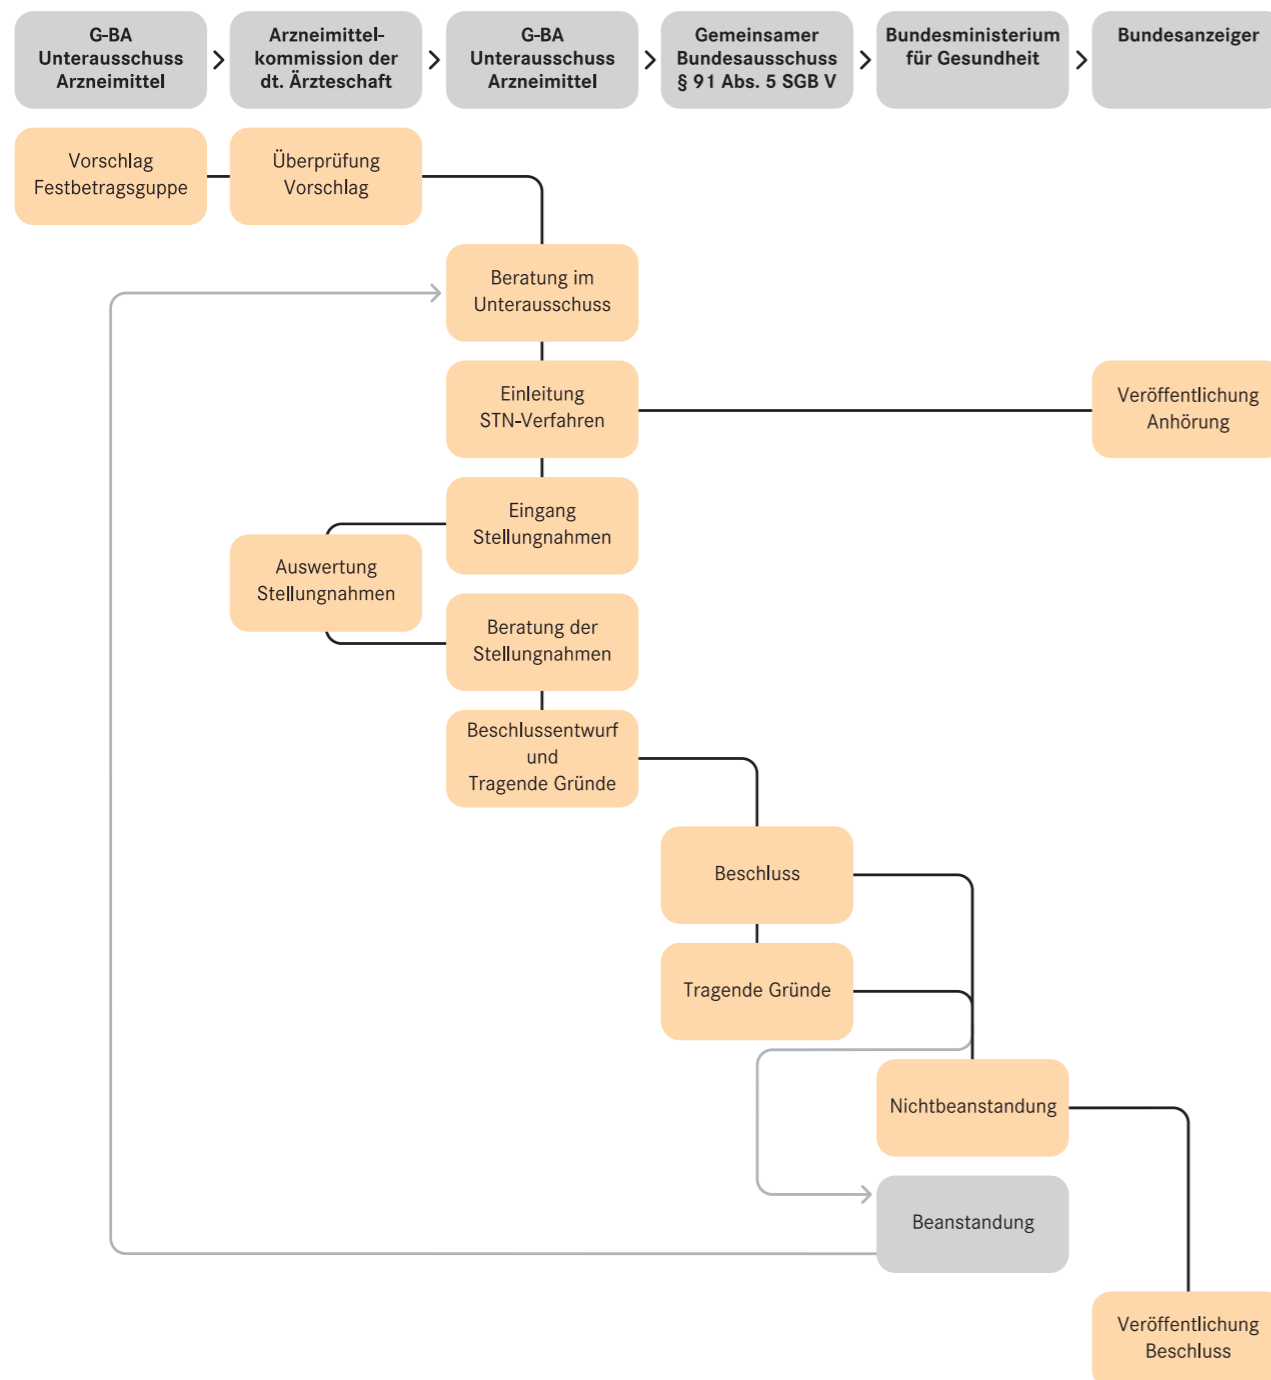 G-BA
Unterausschuss
Arzneimittel
Arzneimittel-
kommission der
dt. Ärzteschaft
G-BA
Unterausschuss
Arzneimittel
Gemeinsamer
Bundesausschuss
§ 91 Abs. 5 SGB V
Bundesministerium
für Gesundheit
Bundesanzeiger
Vorschlag
Festbetragsguppe
Überprüfung
Vorschlag
Beratung im
Unterausschuss
Einleitung
STN-Verfahren
Veröffentlichung
Anhörung
Eingang
Stellungnahmen
Auswertung
Stellungnahmen
Beratung der
Stellungnahmen
Beschlussentwurf
und
Tragende Gründe
Beschluss
Tragende Gründe
Nichtbeanstandung
Beanstandung
Veröffentlichung
Beschluss